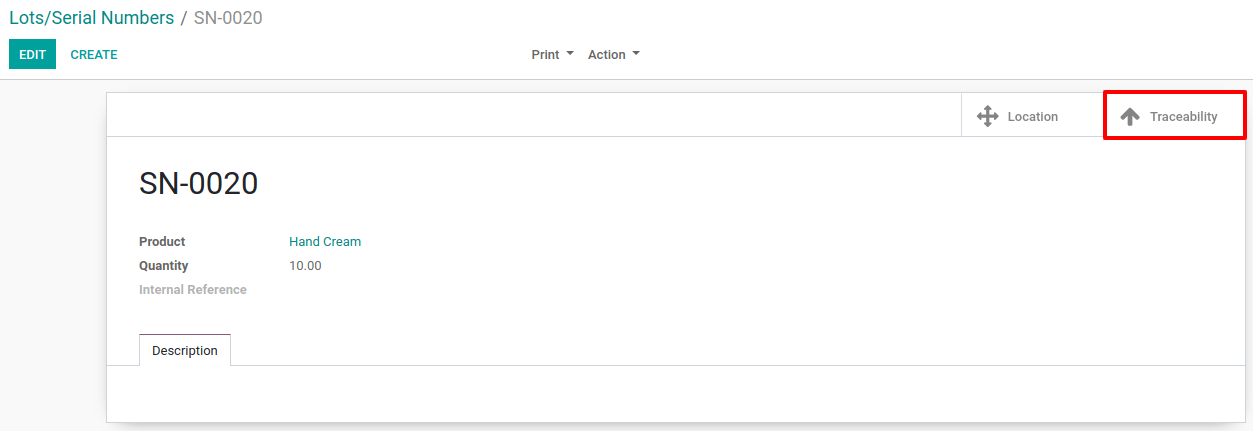 Lots/Serial Numbers / SN-0020
EDIT CREATE Print Action
Location Traceability
SN-0020
Product Hand Cream
Quantity 10.00
Internal Reference
Description